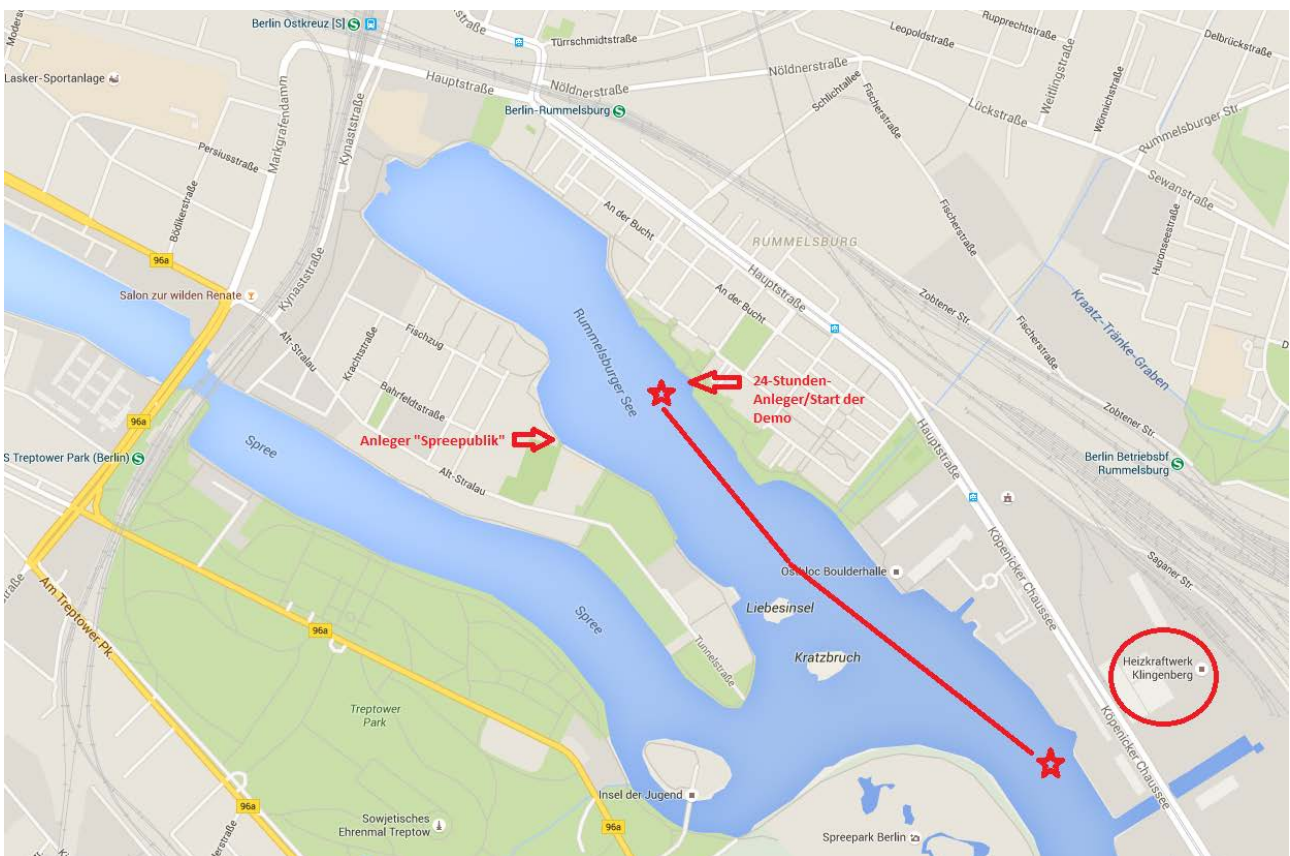 Berlin Ostkreuz [S]
Türrschmidtstraße
Leopoldstraße
Rupprechtstraße
Delbrückstraße
Lasker-Sportanlage
Markgrafendamm
Kynaststraße
Hauptstraße
Nöldnerstraße
Nöldnerstraße
Schlichtallee
Fischerstraße
Lückstraße
Weitlingstraße
Wönnichstraße
Rummelsburger Str.
Berlin-Rummelsburg
Persiusstraße
Bödikerstraße
Sewanstraße
An der Bucht
RUMMELSBURG
Hauptstraße
Fischerstraße
Huronseestraße
96a
Kynaststraße
Salon zur wilden Renate
An der Bucht
Zobtener Str.
Kraatz-Tränke-Graben
Fischerstraße
Alt-Stralau
Krachtstraße
Fischzug
Rummelsburger See
Bahrfeldtstraße
24-Stunden-
Anleger/Start der
Demo
96a
Anleger "Spreepublik"
Spree
Zobtener Str.
Hauptstraße
S Treptower Park (Berlin)
Alt-Stralau
Berlin Betriebsbf
Rummelsburg
Köpenicker Chaussee
Saganer Str.
Ostbloc Boulderhalle
Am Treptower Pk.
96a
Spree
Liebesinsel
Tunnelstraße
Kratzbruch
Heizkraftwerk
Klingenberg
Treptower
Park
Köpenicker Chaussee
Insel der Jugend
96a
Sowjetisches
Ehrenmal Treptow
96a
Spreepark Berlin